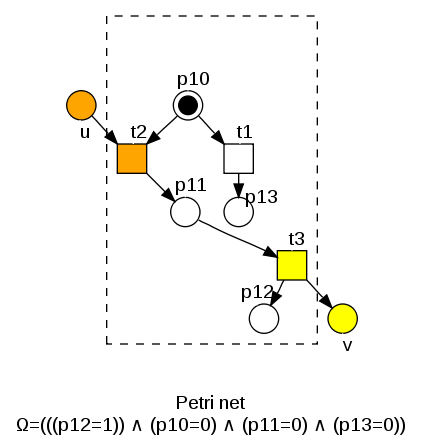 p10
u
t2
t1
p11
p13
t3
p12
v
Petri net
Ω=(((p12=1)) ∧ (p10=0) ∧ (p11=0) ∧ (p13=0))